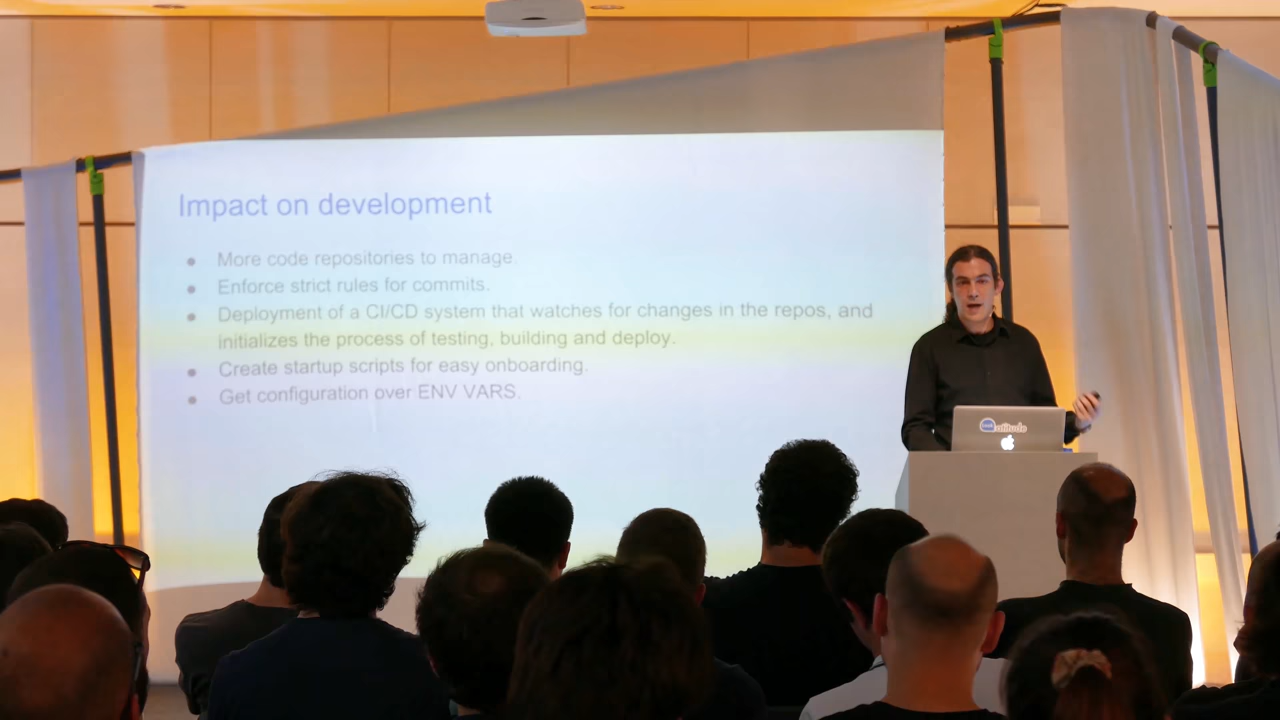 Impact on development
More code repositories to manage.
Enforce strict rules for commits.
Deployment of a CI/CD system that watches for changes in the repos, and
initializes the process of testing, building and deploy.
Create startup scripts for easy onboarding.
Get configuration over ENV VARS.